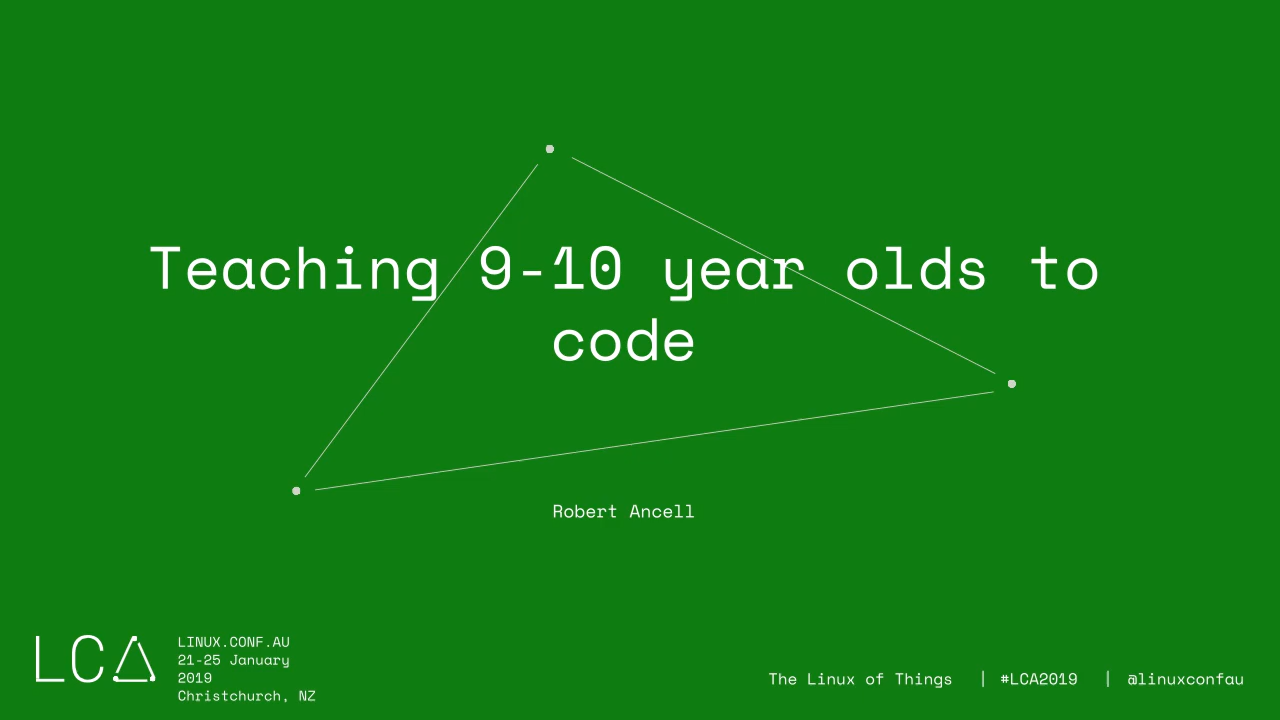 Teaching 9-10 year olds to
code
Robert Ancell
LCA
LINUX.CONF.AU
21-25 January
2019
Christchurch, NZ
The Linux of Things | #LCA2019 | @linuxconfau